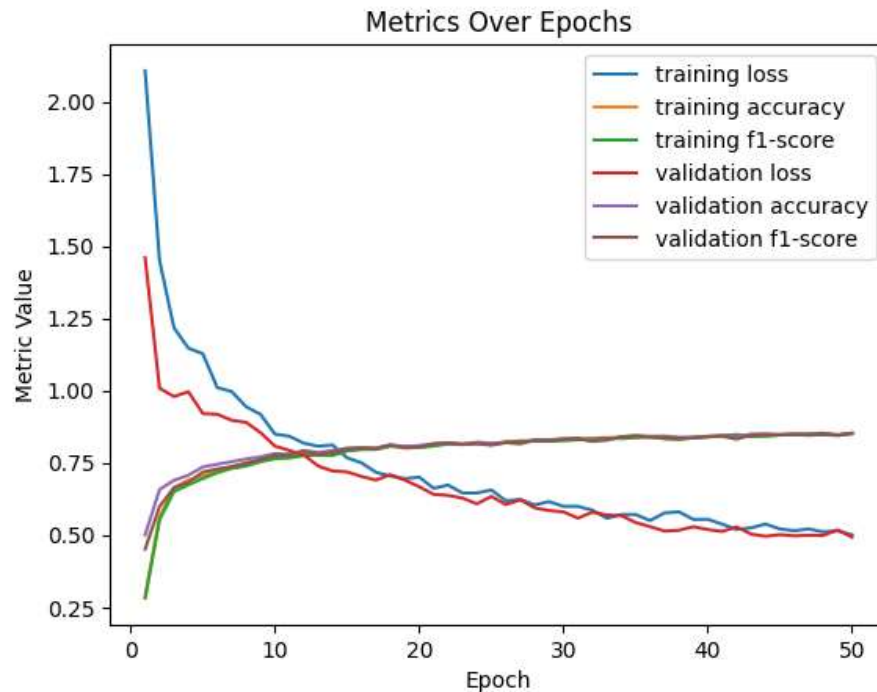 Metrics Over Epochs
training loss
training accuracy
training f1-score
validation loss
validation accuracy
validation f1-score
2.00
1.75
1.50
1.25
1.00
0.75
0.50
0.25
Metric Value
0
10
20
30
40
50
Epoch